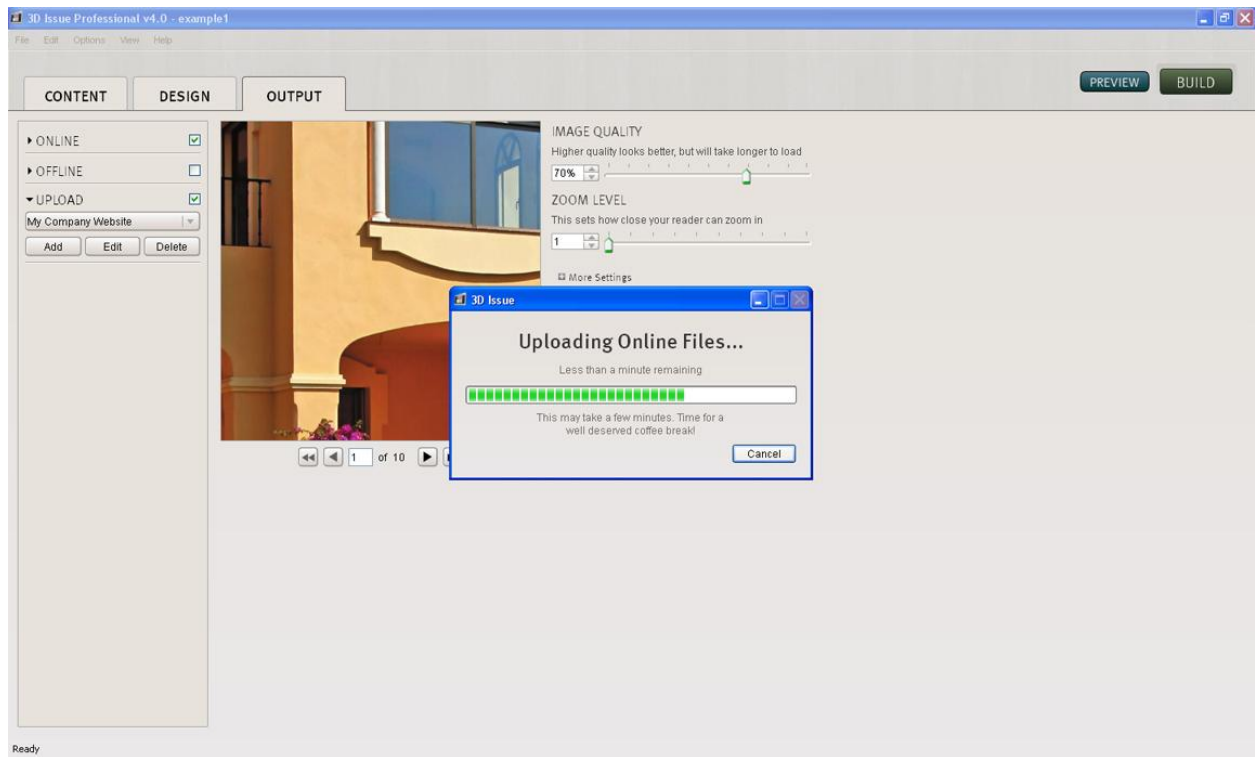 3D Issue Professional v4.0 - example1
File Edit Options View Help
CONTENT DESIGN OUTPUT PREVIEW BUILD
ONLINE
OFFLINE
UPLOAD
My Company Website
Add Edit Delete
IMAGE QUALITY
Higher quality looks better, but will take longer to load
70%
ZOOM LEVEL
This sets how close your reader can zoom in
1
More Settings
3D Issue
Uploading Online Files...
Less than a minute remaining
This may take a few minutes. Time for a
well deserved coffee break!
Cancel
1 of 10
Ready